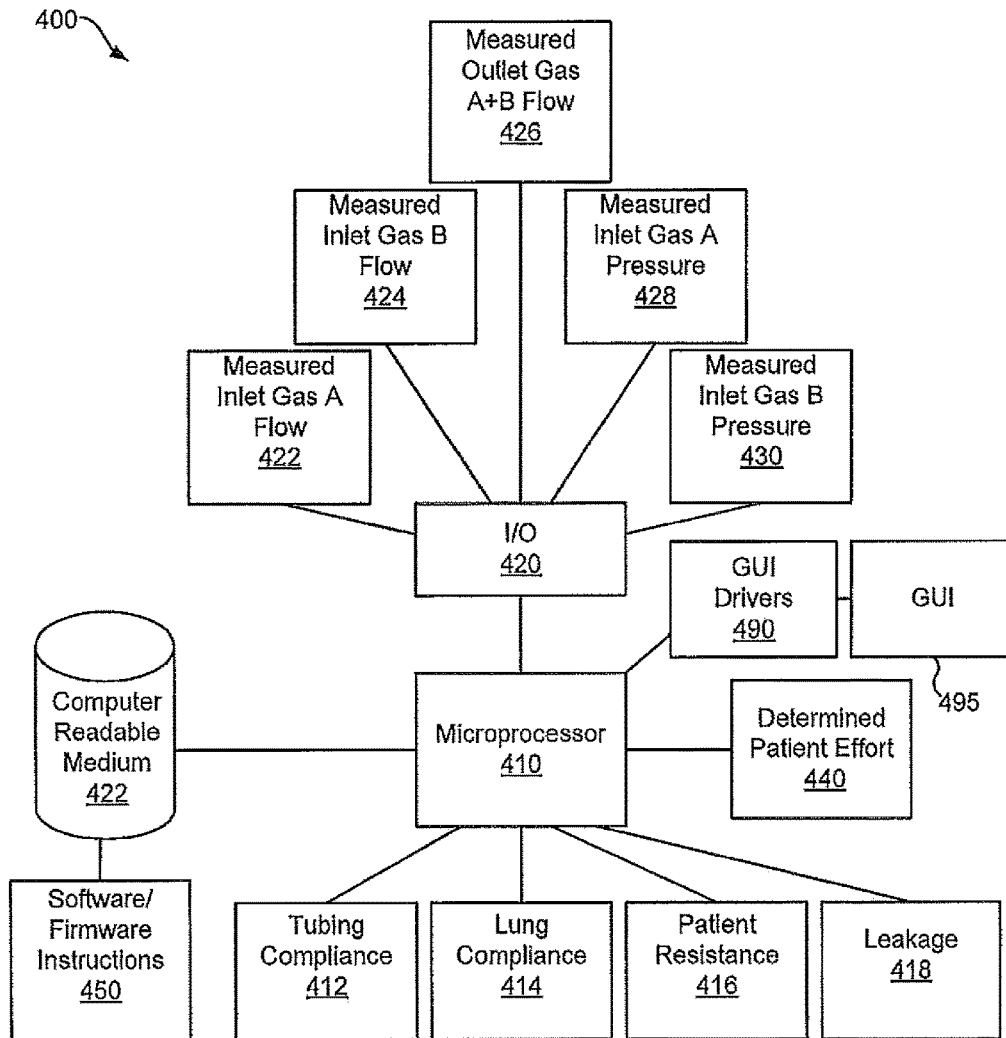 400
Measured
Outlet Gas
A+B Flow
426
Measured
Inlet Gas B
Flow
424
Measured
Inlet Gas A
Pressure
428
Measured
Inlet Gas A
Flow
422
Measured
Inlet Gas B
Pressure
430
I/O
420
GUI
Drivers
490
GUI
495
Computer
Readable
Medium
422
Microprocessor
410
Determined
Patient Effort
440
Software/
Firmware
Instructions
450
Tubing
Compliance
412
Lung
Compliance
414
Patient
Resistance
416
Leakage
418